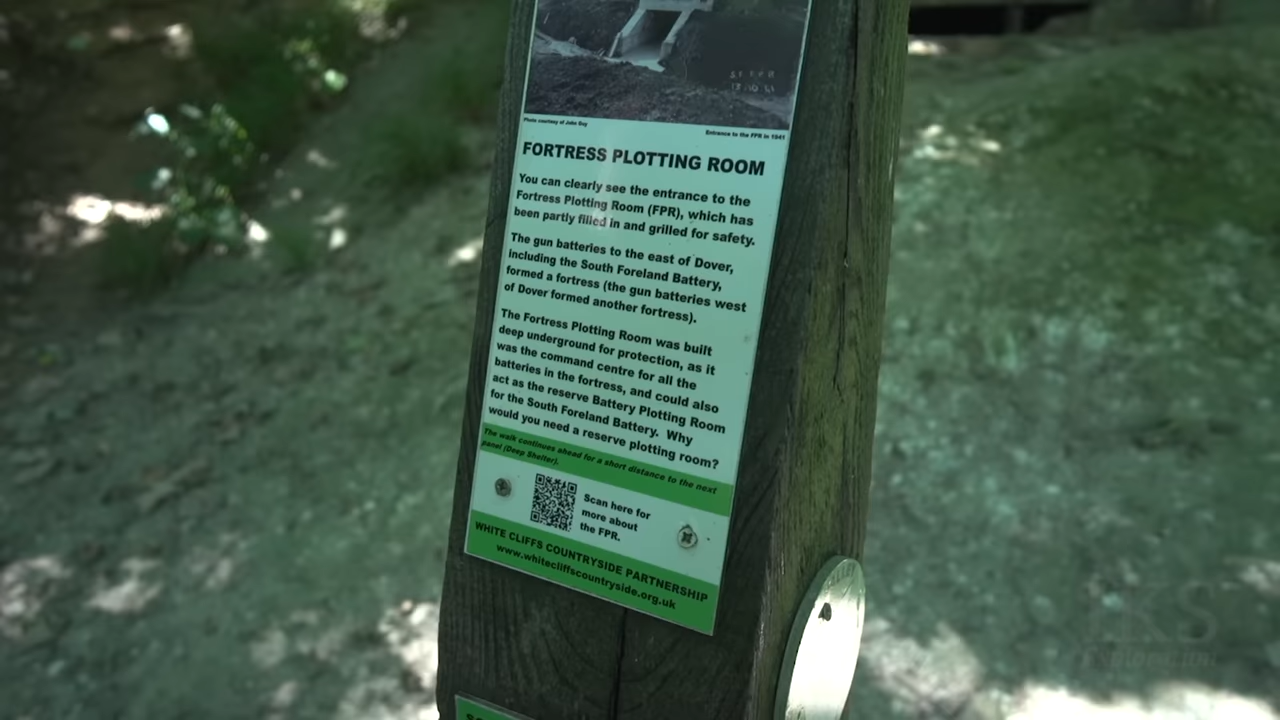 SEFPR
17.10.41
Photo courtesy of John Guy
Entrance to the FPR in 1941
FORTRESS PLOTTING ROOM
You can clearly see the entrance to the
Fortress Plotting Room (FPR), which has
been partly filled in and grilled for safety.
The gun batteries to the east of Dover,
including the South Foreland Battery,
formed a fortress (the gun batteries west
of Dover formed another fortress).
The Fortress Plotting Room was built
deep underground for protection, as it
was the command centre for all the
batteries in the fortress, and could also
act as the reserve Battery Plotting Room
for the South Foreland Battery. Why
would you need a reserve plotting room?
The walk continues ahead for a short distance to the next
panel (Deep Shelter).
Scan here for
more about
the FPR.
WHITE CLIFFS COUNTRYSIDE PARTNERSHIP
www.whitecliffscountryside.org.uk